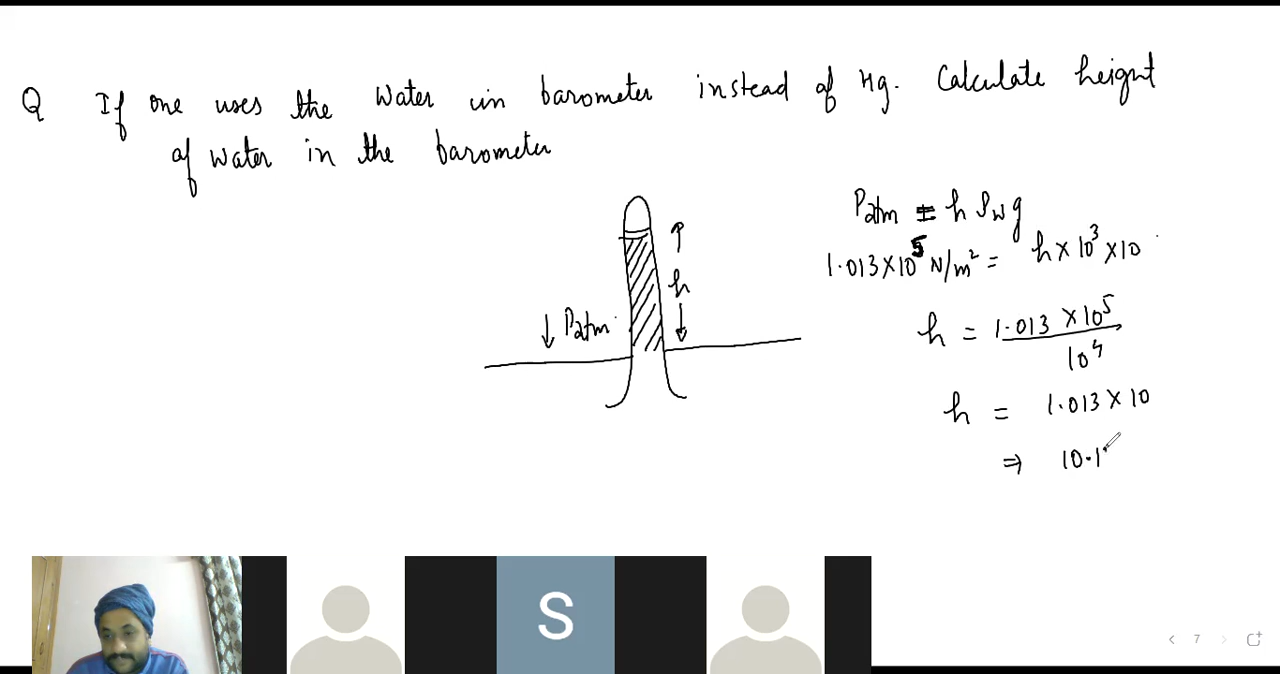 Q If one uses the Water in barometer instead of Hg. Calculate height
of water in the barometer
Patm = h ρw g
1.013 × 10⁵ N/m² = h × 10³ × 10
↑
h
↓
↓ Patm
h = 1.013 × 10⁵ / 10⁴
h = 1.013 × 10
⇒ 10.1
S
< 7 >